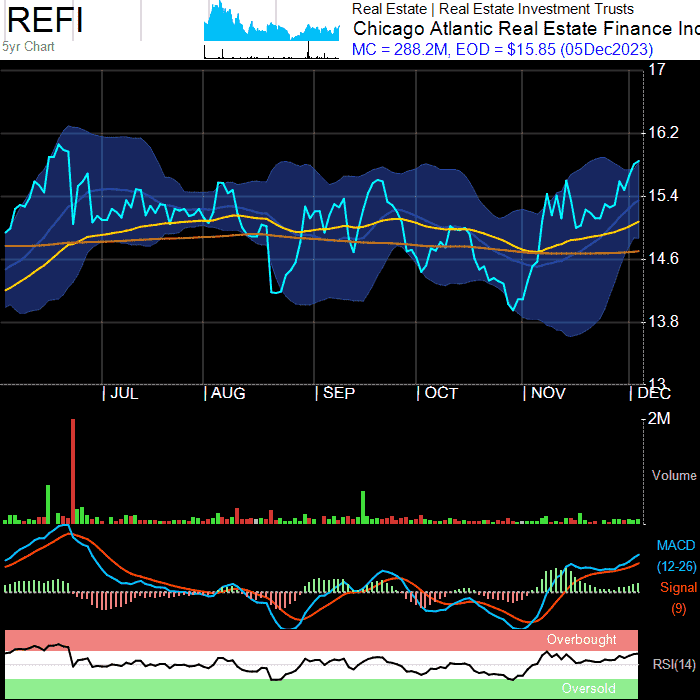 REFI
5yr Chart
Real Estate | Real Estate Investment Trusts
Chicago Atlantic Real Estate Finance Inc
MC = 288.2M, EOD = $15.85 (05Dec2023)
17
16.2
15.4
14.6
13.8
13
| JUL | AUG | SEP | OCT | NOV | DEC
2M
Volume
MACD
(12-26)
Signal
(9)
Overbought
RSI(14)
Oversold